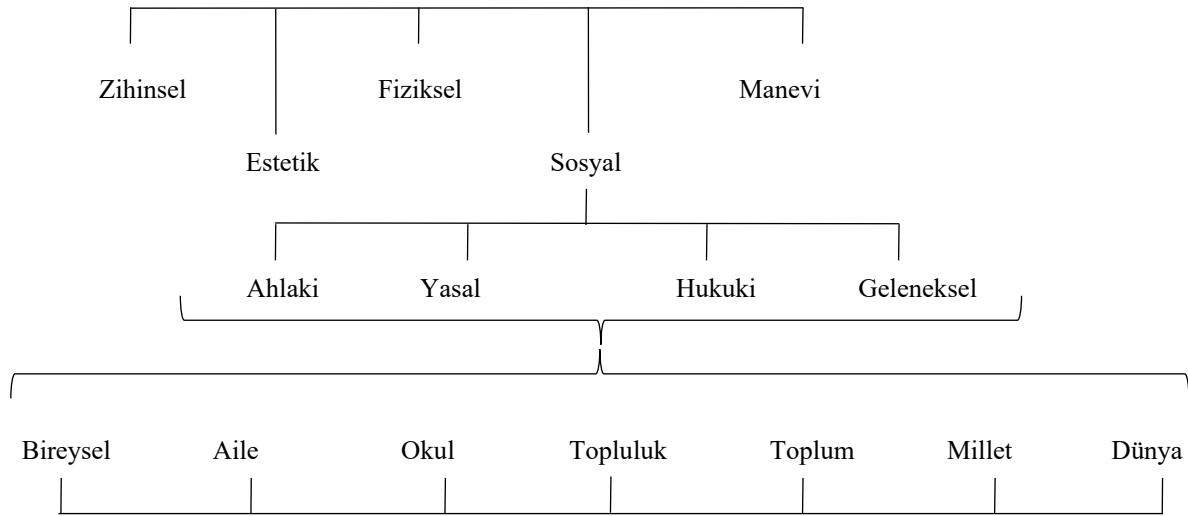 Zihinsel Fiziksel Manevi
Estetik Sosyal
Ahlaki Yasal Hukuki Geleneksel
Bireysel Aile Okul Topluluk Toplum Millet Dünya